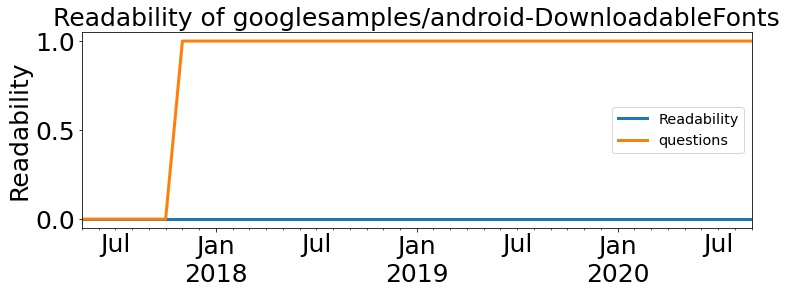 Readability of googlesamples/android-DownloadableFonts
Readability
1.0
0.5
0.0
Readability
questions
Jul Jan Jul Jan Jul Jan Jul
2018 2019 2020